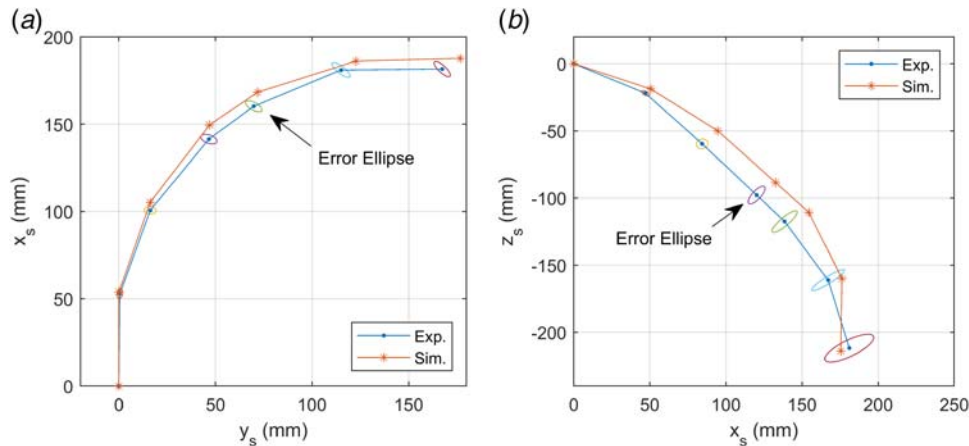 (a)
200
150
100
50
0
x_s (mm)
0 50 100 150
y_s (mm)
Error Ellipse
Exp.
Sim.
(b)
0
-50
-100
-150
-200
z_s (mm)
0 50 100 150 200 250
x_s (mm)
Error Ellipse
Exp.
Sim.